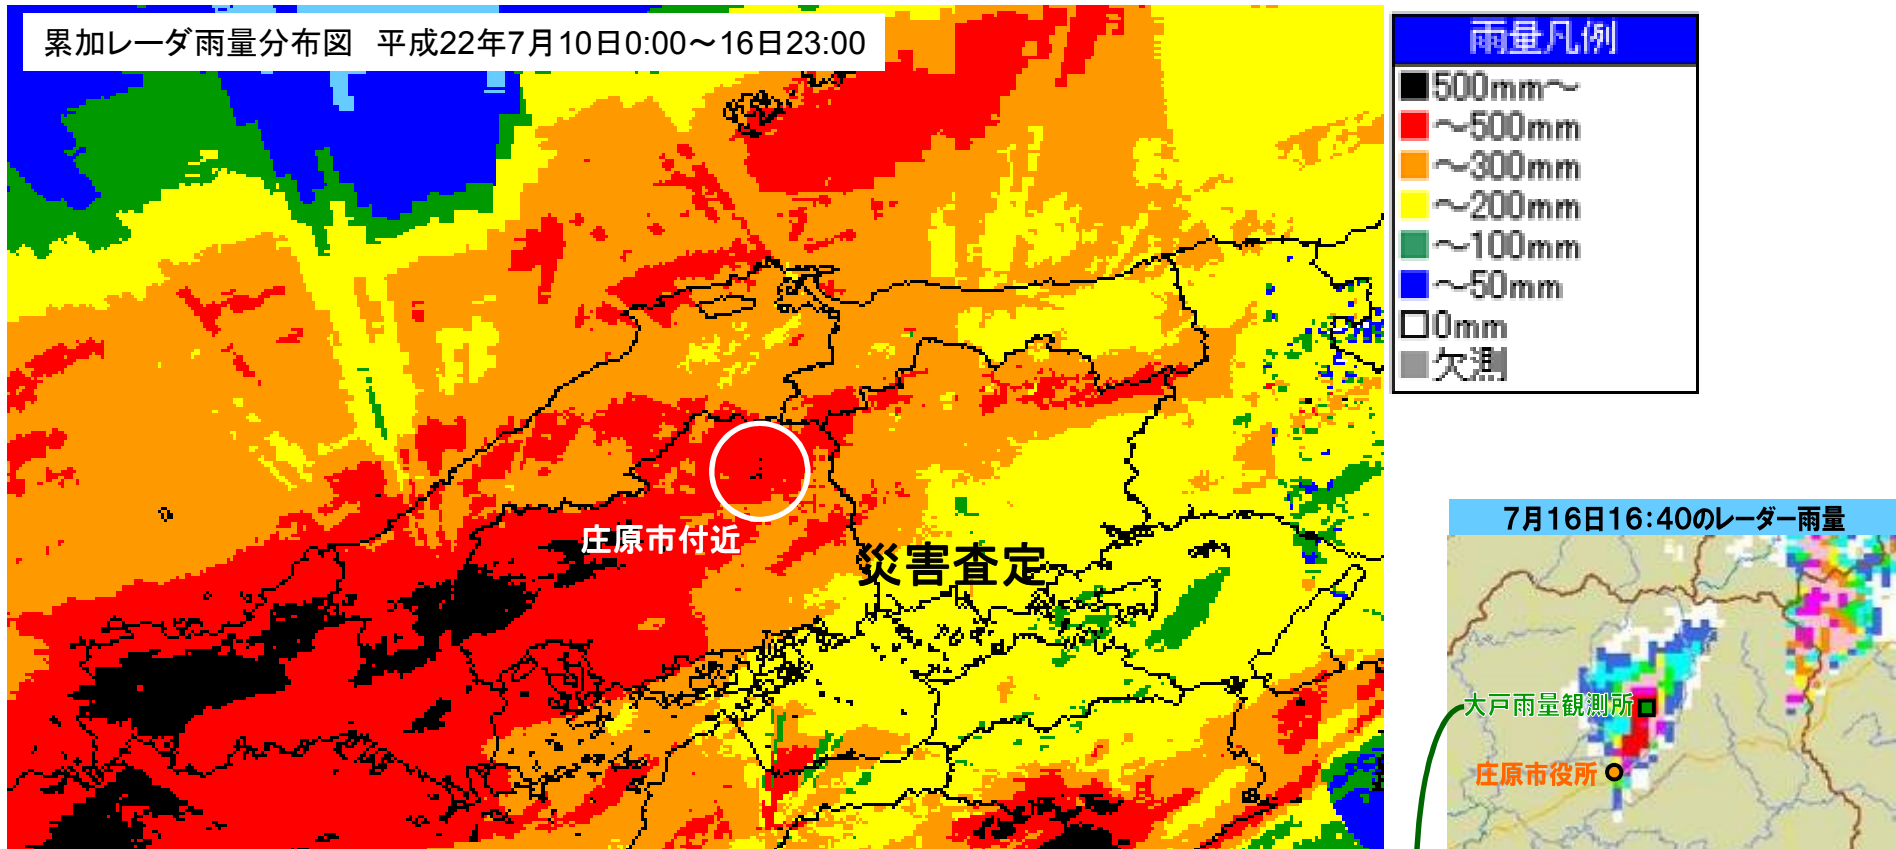 累加レーダ雨量分布図　平成22年7月10日0:00～16日23:00
雨量凡例
500mm～
～500mm
～300mm
～200mm
～100mm
～50mm
0mm
欠測
庄原市付近
災害査定
7月16日16:40のレーダー雨量
大戸雨量観測所
庄原市役所